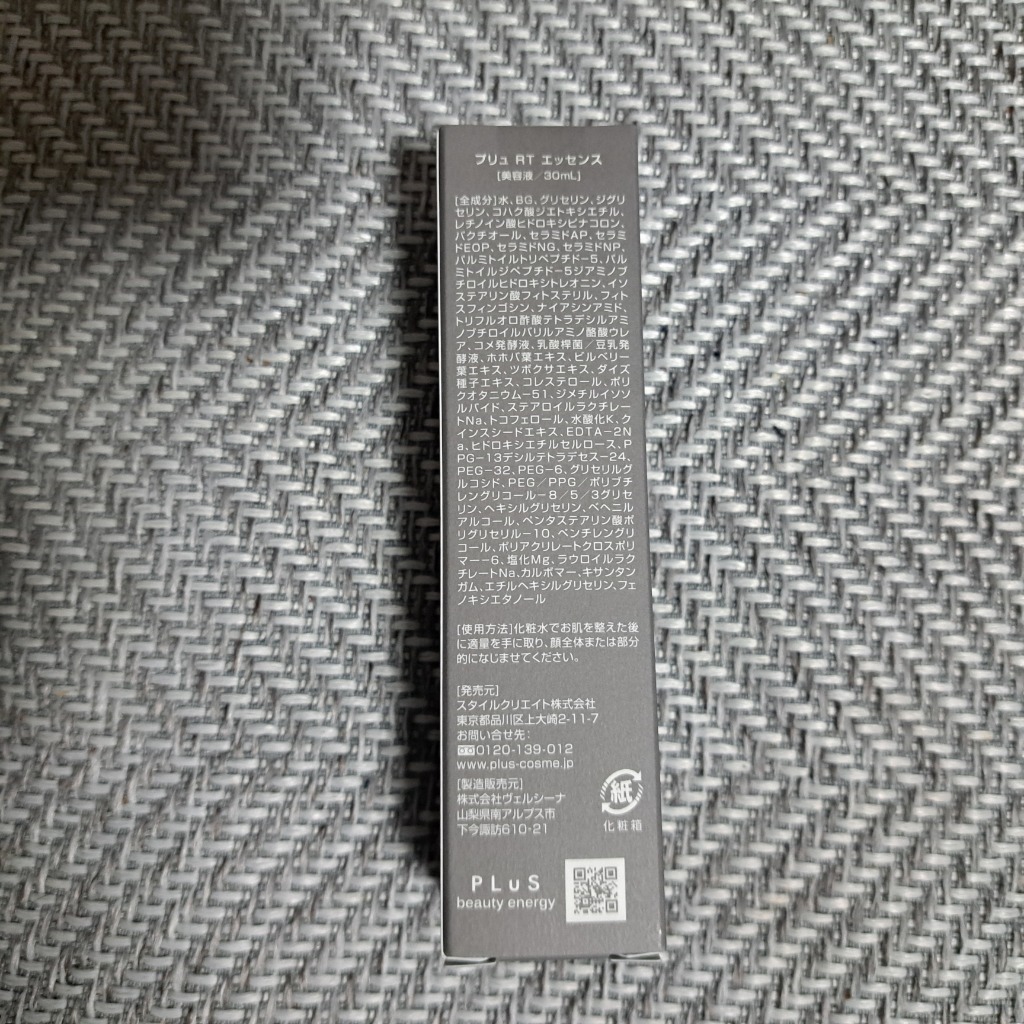 プリュ RT エッセンス
[美容液／30mL]
[全成分]水、BG、グリセリン、ジグリ
セリン、コハク酸ジエトキシエチル、
レチノイン酸ヒドロキシピナコロン、
バクチオール、セラミドAP、セラミ
ドEOP、セラミドNG、セラミドNP、
パルミトイルトリペプチド-5、パル
ミトイルジペプチド-5ジアミノブ
チロイルヒドロキシトレオニン、イソ
ステアリン酸フィトステリル、フィト
スフィンゴシン、ナイアシンアミド、
トリフルオロ酢酸テトラデシルアミ
ノブチロイルバリルアミノ酪酸ウレ
ア、コメ発酵液、乳酸桿菌／豆乳発
酵液、ホホバ葉エキス、ビルベリー
葉エキス、ツボクサエキス、ダイズ
種子エキス、コレステロール、ポリ
クオタニウム-51、ジメチルイソソ
ルバイド、ステアロイルラクチレー
トNa、トコフェロール、水酸化K、ク
インスシードエキス、EDTA-2N
a、ヒドロキシエチルセルロース、P
PG-13デシルテトラデセス-24、
PEG-32、PEG-6、グリセリルグ
ルコシド、PEG／PPG／ポリブチ
レングリコール-8／5／3グリセ
リン、ヘキシルグリセリン、ベヘニル
アルコール、ペンタステアリン酸ポ
リグリセリル-10、ペンチレングリ
コール、ポリアクリレートクロスポリ
マー-6、塩化Mg、ラウロイルラク
チレートNa、カルボマー、キサンタン
ガム、エチルヘキシルグリセリン、フェ
ノキシエタノール
[使用方法]化粧水でお肌を整えた後
に適量を手に取り、顔全体または部分
的になじませてください。
[発売元]
スタイルクリエイト株式会社
東京都品川区上大崎2-11-7
お問い合せ先：
0120-139-012
www.plus-cosme.jp
[製造販売元]
株式会社ヴェルシーナ
山梨県南アルプス市
下今諏訪610-21
紙
化粧箱
PLuS
beauty energy